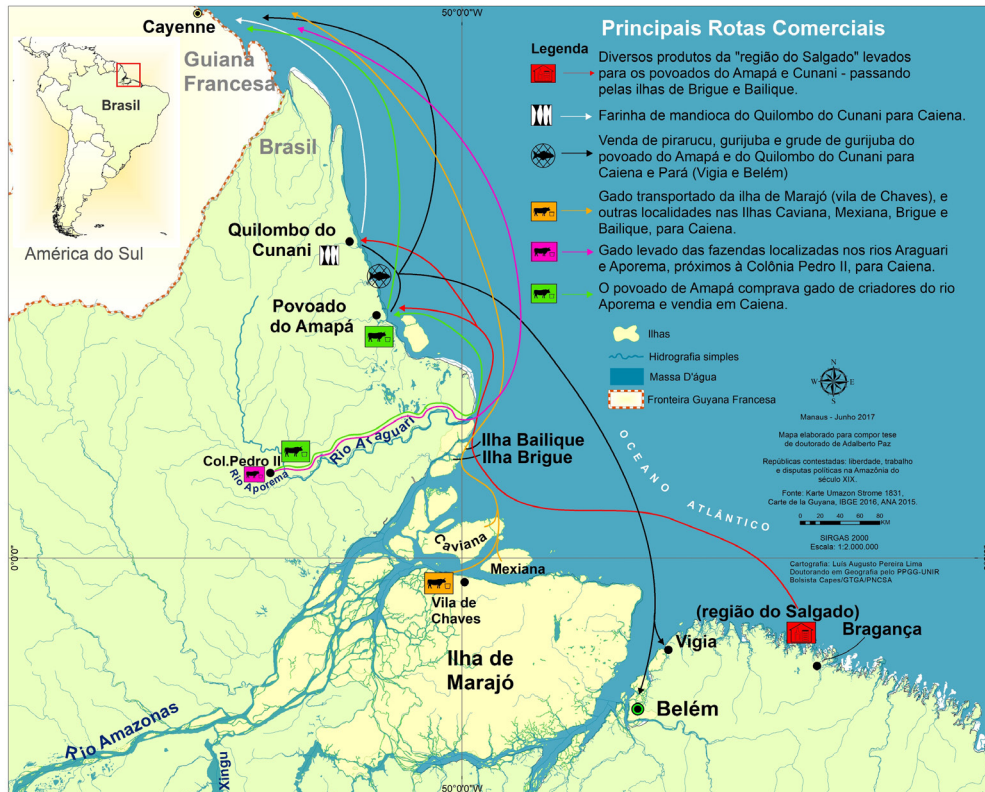 Cayenne
50°00'0"W
Guiana
Francesa
Brasil
Brasil
América do Sul
Principais Rotas Comerciais
Legenda
Diversos produtos da "região do Salgado" levados
para os povoados do Amapá e Cunani - passando
pelas ilhas de Brigue e Bailique.
Farinha de mandioca do Quilombo do Cunani para Caiena.
Venda de pirarucu, gurijuba e grude de gurijuba do
povoado do Amapá e do Quilombo do Cunani para
Caiena e Pará (Vigia e Belém)
Gado transportado da ilha de Marajó (vila de Chaves), e
outras localidades nas Ilhas Caviana, Mexiana, Brigue e
Bailique, para Caiena.
Gado levado das fazendas localizadas nos rios Araguari
e Aporema, próximos à Colônia Pedro II, para Caiena.
O povoado de Amapá comprava gado de criadores do rio
Aporema e vendia em Caiena.
Ilhas
Hidrografia simples
Massa D'água
Fronteira Guyana Francesa
N
W
E
S
Manaus - Junho 2017
Mapa elaborado para compor tese
de doutorado de Adalberto Paz
Repúblicas contestadas: liberdade, trabalho
e disputas políticas na Amazônia do
século XIX.
Fonte: Karte Umazon Strome 1831,
Carte de la Guyana, IBGE 2016, ANA 2015.
0 20 40 60 80
KM
SIRGAS 2000
Escala: 1:2.000.000
Cartografia: Luis Augusto Pereira Lima
Doutorando em Geografia pelo PPGG-UNIR
Bolsista Capes/GTGA/PNCSA
Quilombo do
Cunani
Povoado
do Amapá
Rio Araguari
Col.Pedro II
Rio Aporema
Ilha Bailique
Ilha Brigue
OCEANO ATLÂNTICO
0°0'0"
Caviana
Mexiana
Vila de
Chaves
Ilha de
Marajó
(região do Salgado)
Bragança
Vigia
Belém
Rio Amazonas
Xingu
50°00'0"W